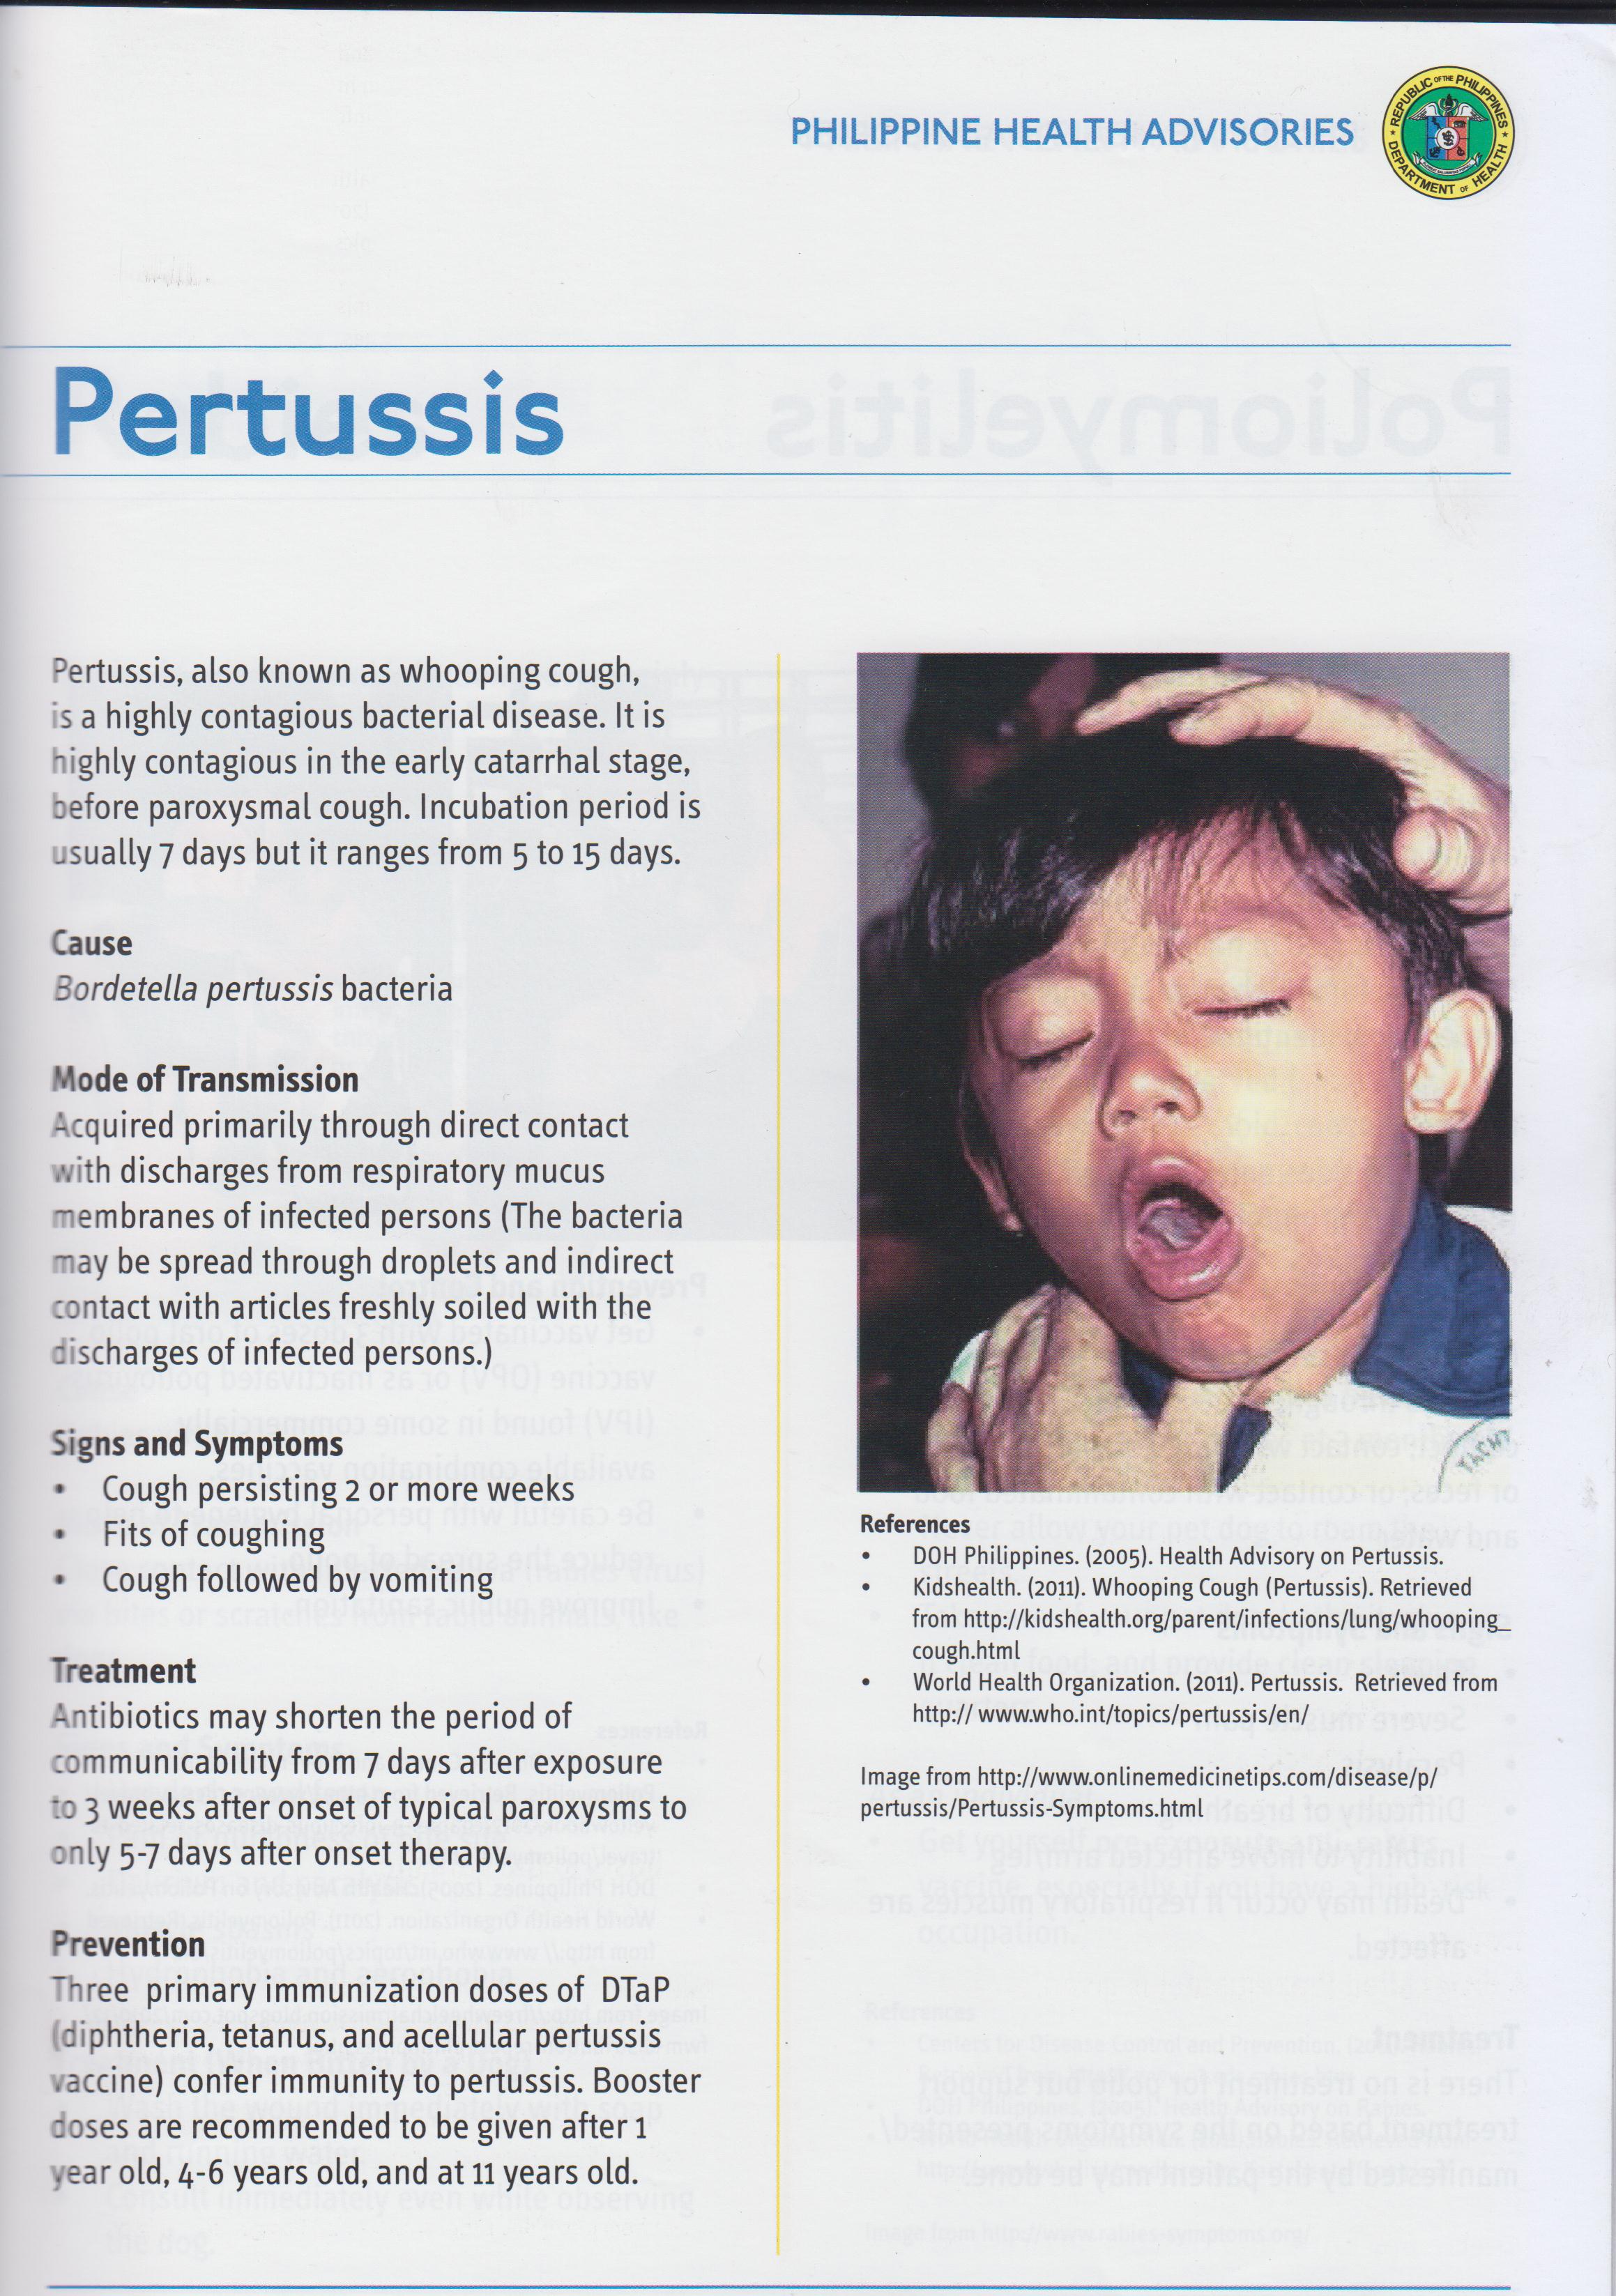 PHILIPPINE HEALTH ADVISORIES
REPUBLIC OF THE PHILIPPINES
DEPARTMENT OF HEALTH
Pertussis
Pertussis, also known as whooping cough,
is a highly contagious bacterial disease. It is
highly contagious in the early catarrhal stage,
before paroxysmal cough. Incubation period is
usually 7 days but it ranges from 5 to 15 days.
Cause
Bordetella pertussis bacteria
Mode of Transmission
Acquired primarily through direct contact
with discharges from respiratory mucus
membranes of infected persons (The bacteria
may be spread through droplets and indirect
contact with articles freshly soiled with the
discharges of infected persons.)
Signs and Symptoms
• Cough persisting 2 or more weeks
• Fits of coughing
• Cough followed by vomiting
Treatment
Antibiotics may shorten the period of
communicability from 7 days after exposure
to 3 weeks after onset of typical paroxysms to
only 5-7 days after onset therapy.
Prevention
Three primary immunization doses of DTaP
(diphtheria, tetanus, and acellular pertussis
vaccine) confer immunity to pertussis. Booster
doses are recommended to be given after 1
year old, 4-6 years old, and at 11 years old.
References
• DOH Philippines. (2005). Health Advisory on Pertussis.
• Kidshealth. (2011). Whooping Cough (Pertussis). Retrieved
from http://kidshealth.org/parent/infections/lung/whooping_
cough.html
• World Health Organization. (2011). Pertussis. Retrieved from
http:// www.who.int/topics/pertussis/en/
Image from http://www.onlinemedicinetips.com/disease/p/
pertussis/Pertussis-Symptoms.html